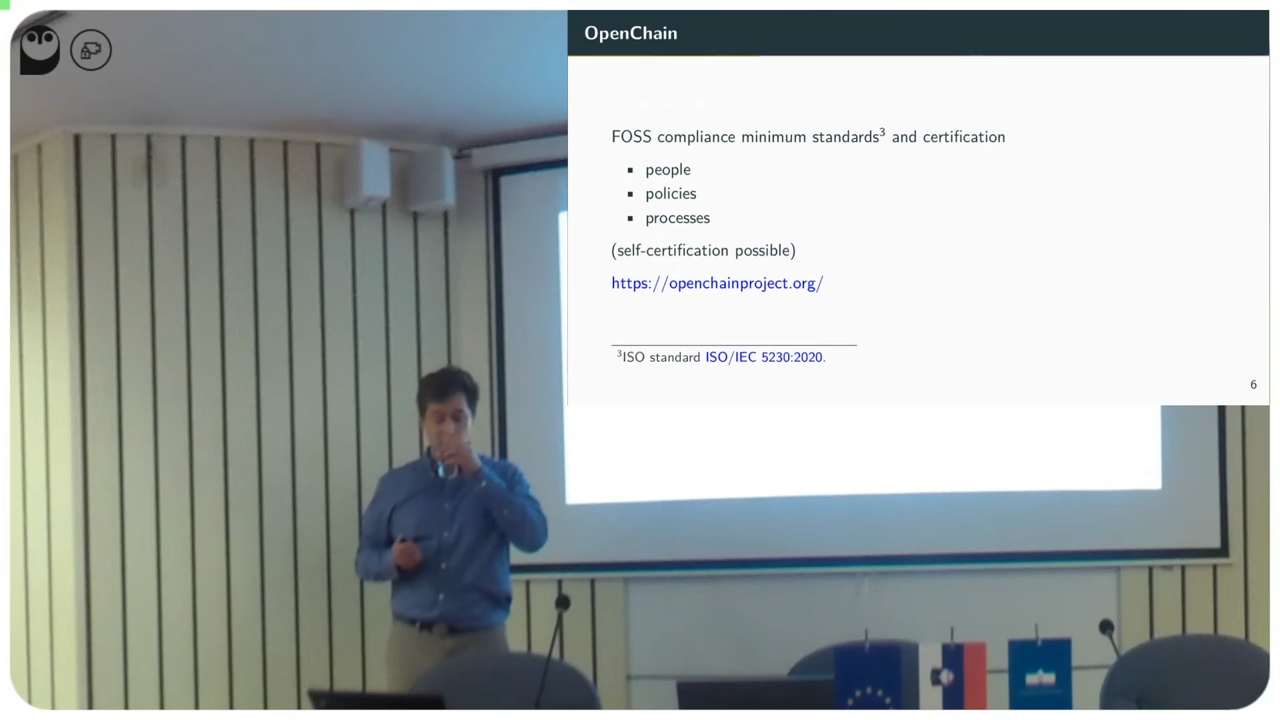 OpenChain
FOSS compliance minimum standards³ and certification
▪ people
▪ policies
▪ processes
(self-certification possible)
https://openchainproject.org/
³ISO standard ISO/IEC 5230:2020.
6